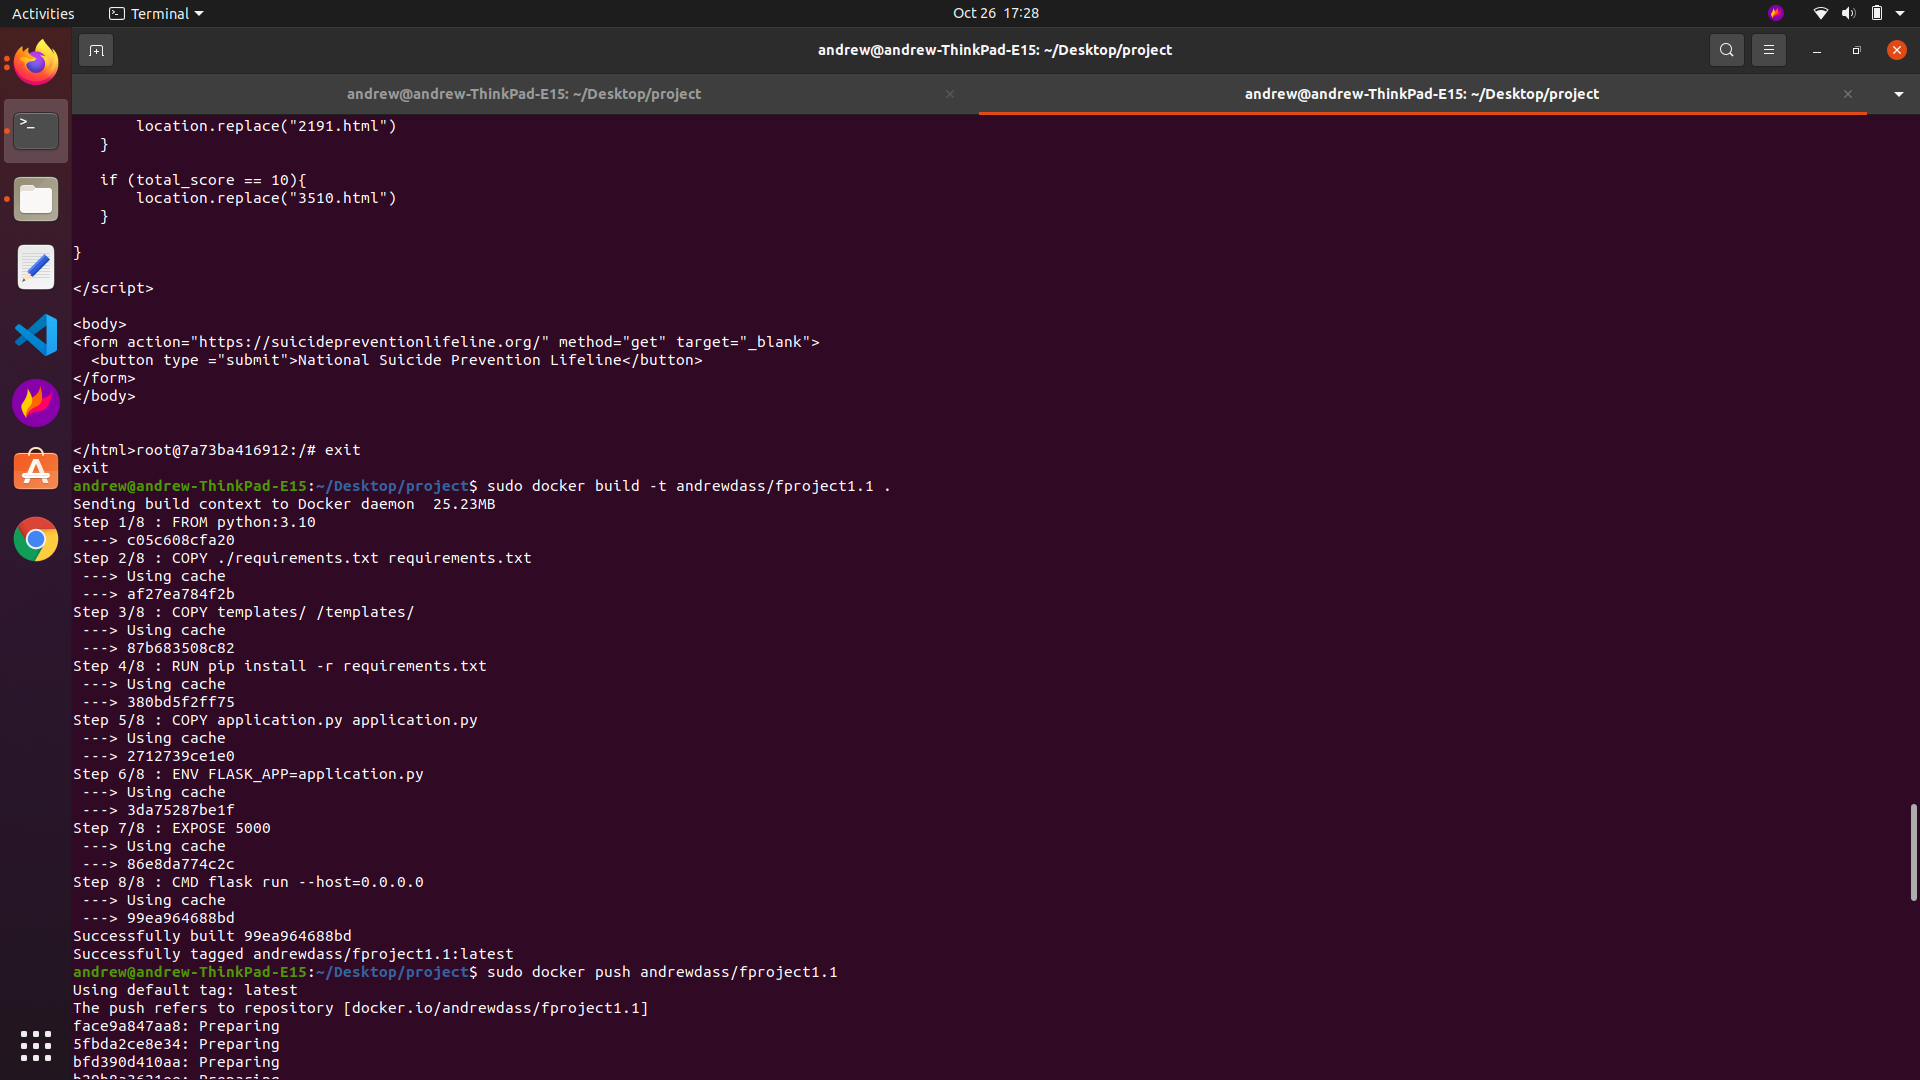 Activities
Terminal
Oct 26  17:28
andrew@andrew-ThinkPad-E15: ~/Desktop/project
andrew@andrew-ThinkPad-E15: ~/Desktop/project
andrew@andrew-ThinkPad-E15: ~/Desktop/project
       location.replace("2191.html")
   }
   if (total_score == 10){
       location.replace("3510.html")
   }
}
</script>
<body>
<form action="https://suicidepreventionlifeline.org/" method="get" target="_blank">
  <button type ="submit">National Suicide Prevention Lifeline</button>
</form>
</body>
</html>root@7a73ba416912:/# exit
exit
andrew@andrew-ThinkPad-E15:~/Desktop/project$ sudo docker build -t andrewdass/fproject1.1 .
Sending build context to Docker daemon  25.23MB
Step 1/8 : FROM python:3.10
 ---> c05c608cfa20
Step 2/8 : COPY ./requirements.txt requirements.txt
 ---> Using cache
 ---> af27ea784f2b
Step 3/8 : COPY templates/ /templates/
 ---> Using cache
 ---> 87b683508c82
Step 4/8 : RUN pip install -r requirements.txt
 ---> Using cache
 ---> 380bd5f2ff75
Step 5/8 : COPY application.py application.py
 ---> Using cache
 ---> 2712739ce1e0
Step 6/8 : ENV FLASK_APP=application.py
 ---> Using cache
 ---> 3da75287be1f
Step 7/8 : EXPOSE 5000
 ---> Using cache
 ---> 86e8da774c2c
Step 8/8 : CMD flask run --host=0.0.0.0
 ---> Using cache
 ---> 99ea964688bd
Successfully built 99ea964688bd
Successfully tagged andrewdass/fproject1.1:latest
andrew@andrew-ThinkPad-E15:~/Desktop/project$ sudo docker push andrewdass/fproject1.1
Using default tag: latest
The push refers to repository [docker.io/andrewdass/fproject1.1]
face9a847aa8: Preparing
5fbda2ce8e34: Preparing
bfd390d410aa: Preparing